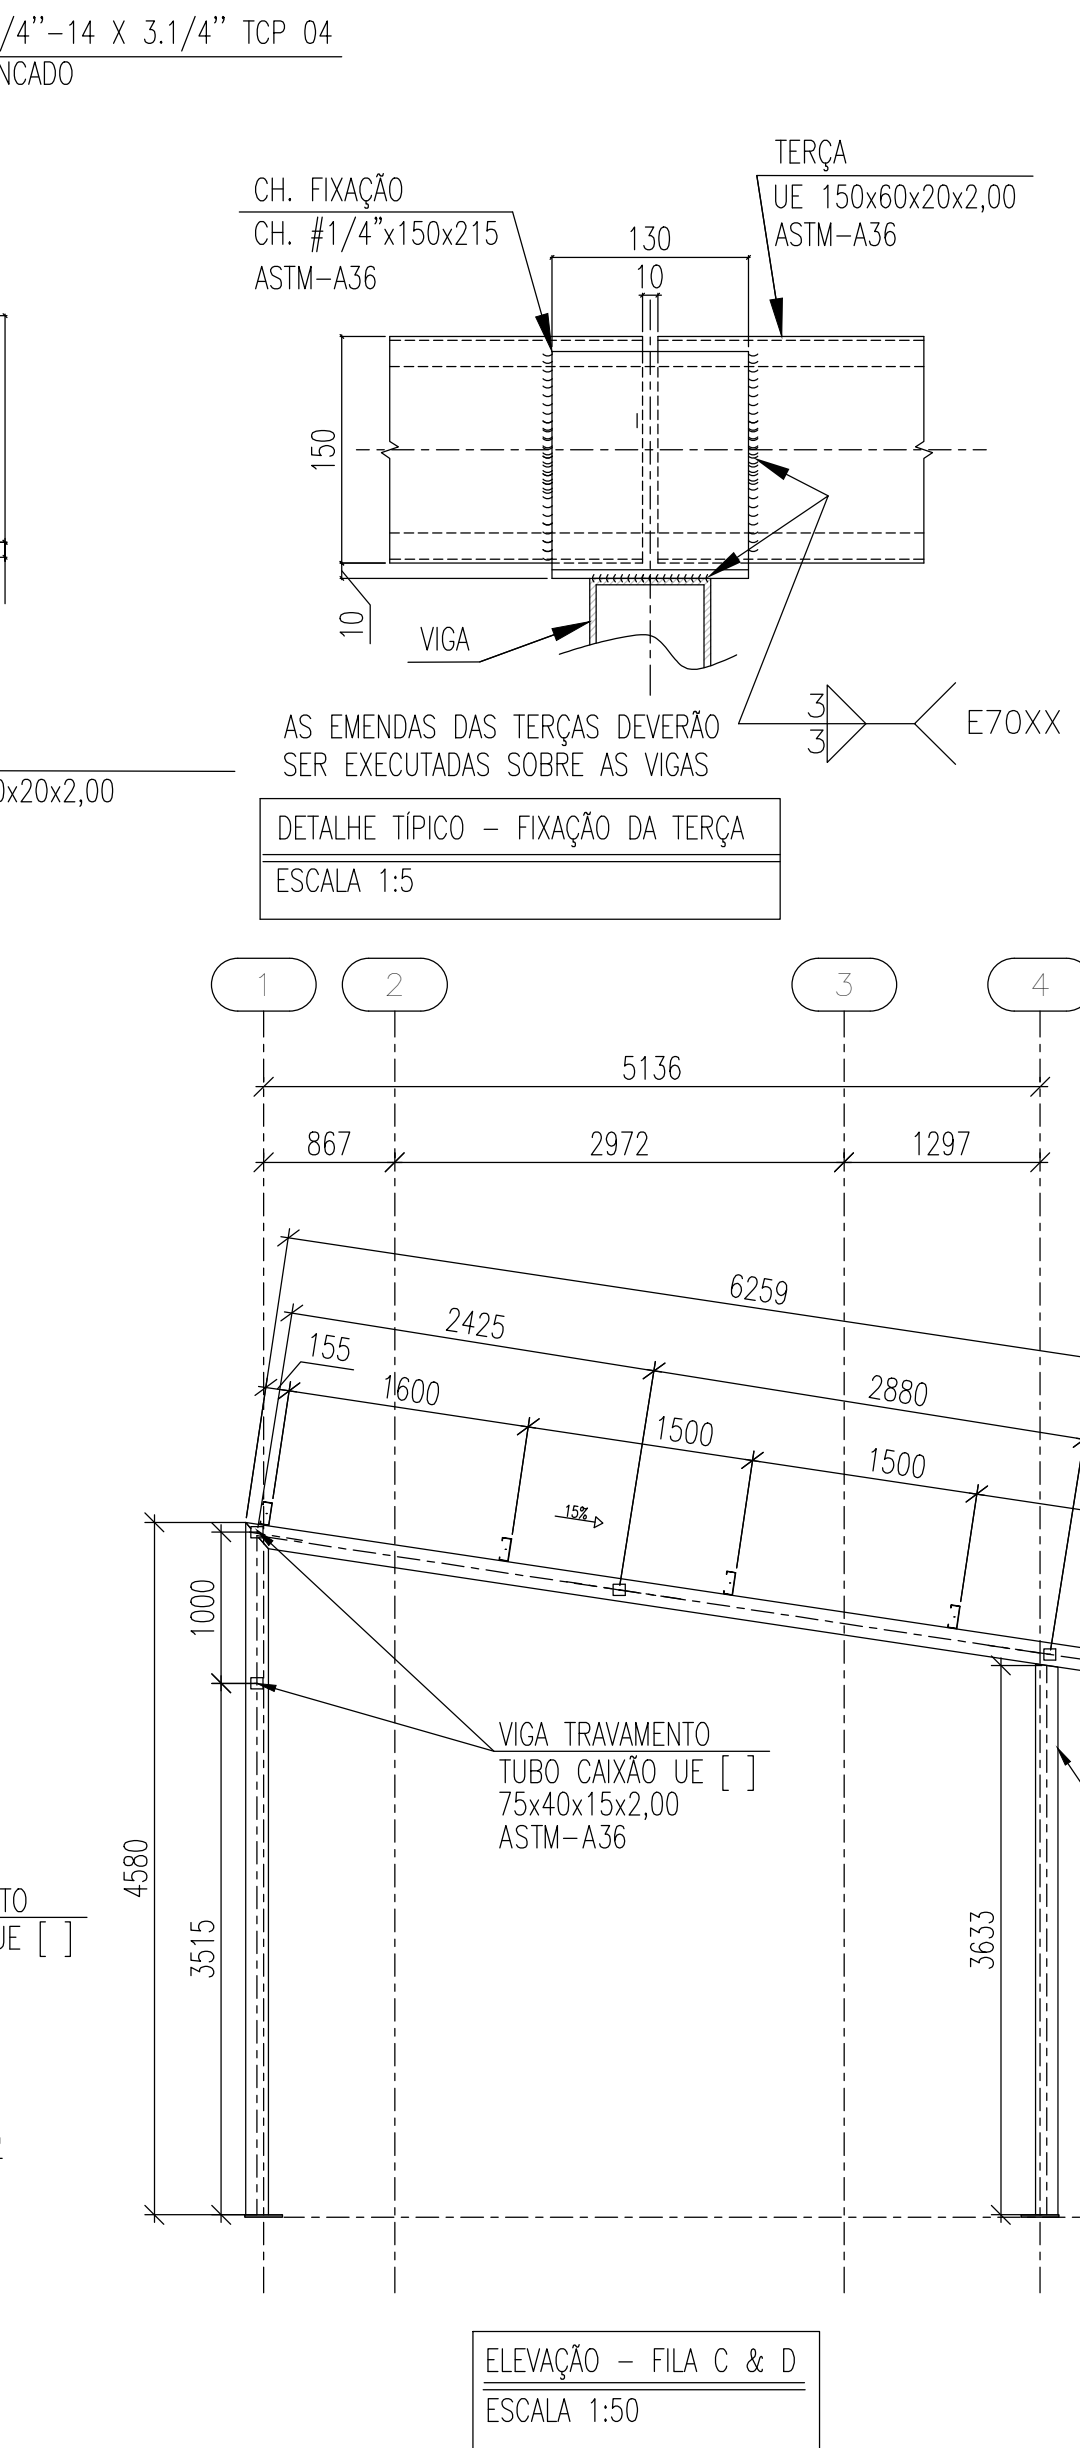 /4"-14 X 3.1/4" TCP 04
NCADO
TERÇA
UE 150x60x20x2,00
ASTM-A36
CH. FIXAÇÃO
CH. #1/4"x150x215
ASTM-A36
130
10
150
10
VIGA
3
3
E70XX
AS EMENDAS DAS TERÇAS DEVERÃO
SER EXECUTADAS SOBRE AS VIGAS
0x20x2,00
DETALHE TÍPICO - FIXAÇÃO DA TERÇA
ESCALA 1:5
1
2
3
4
5136
867
2972
1297
6259
2425
155
2880
1600
1500
1500
15%
1000
VIGA TRAVAMENTO
TUBO CAIXÃO UE [ ]
75x40x15x2,00
ASTM-A36
4580
3515
3633
TO
UE [ ]
ELEVAÇÃO - FILA C & D
ESCALA 1:50